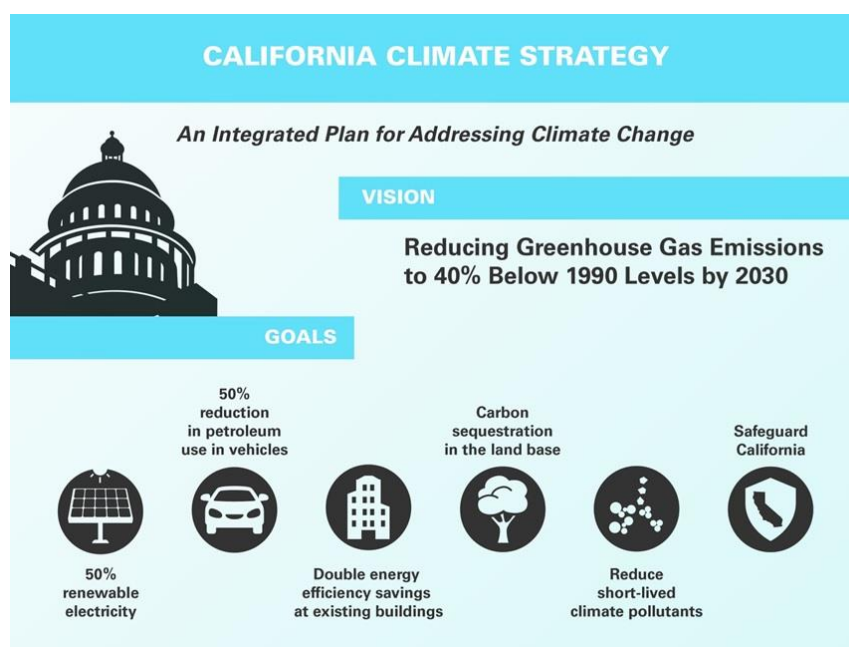 CALIFORNIA CLIMATE STRATEGY
An Integrated Plan for Addressing Climate Change
VISION
Reducing Greenhouse Gas Emissions
to 40% Below 1990 Levels by 2030
GOALS
50%
renewable
electricity
50%
reduction
in petroleum
use in vehicles
Double energy
efficiency savings
at existing buildings
Carbon
sequestration
in the land base
Reduce
short-lived
climate pollutants
Safeguard
California